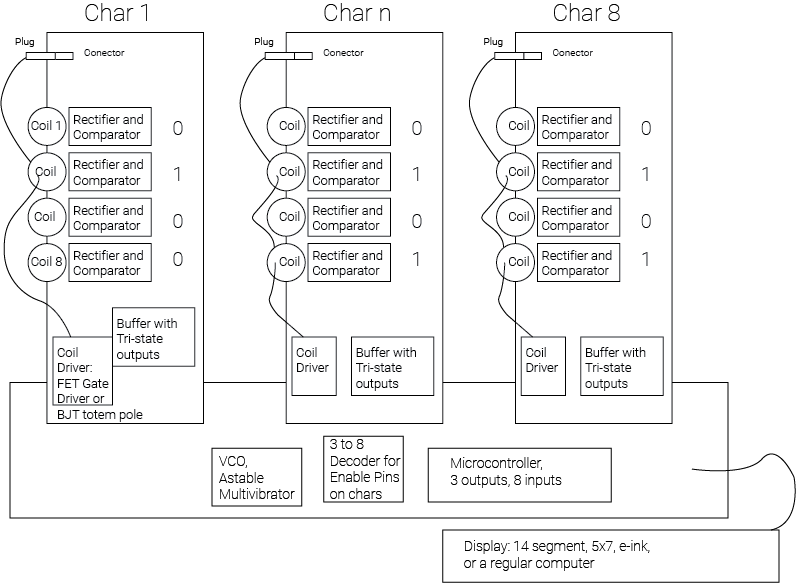 Char 1
Char n
Char 8
Plug
Conector
Plug
Conector
Plug
Conector
Coil 1
Rectifier and
Comparator
0
Coil
Rectifier and
Comparator
1
Coil
Rectifier and
Comparator
0
Coil 8
Rectifier and
Comparator
0
Coil
Rectifier and
Comparator
0
Coil
Rectifier and
Comparator
1
Coil
Rectifier and
Comparator
0
Coil
Rectifier and
Comparator
1
Coil
Rectifier and
Comparator
0
Coil
Rectifier and
Comparator
1
Coil
Rectifier and
Comparator
0
Coil
Rectifier and
Comparator
1
Buffer with
Tri-state
outputs
Coil
Driver:
FET Gate
Driver or
BJT totem pole
Coil
Driver
Buffer with
Tri-state
outputs
Coil
Driver
Buffer with
Tri-state
outputs
VCO,
Astable
Multivibrator
3 to 8
Decoder for
Enable Pins
on chars
Microcontroller,
3 outputs, 8 inputs
Display: 14 segment, 5x7, e-ink,
or a regular computer